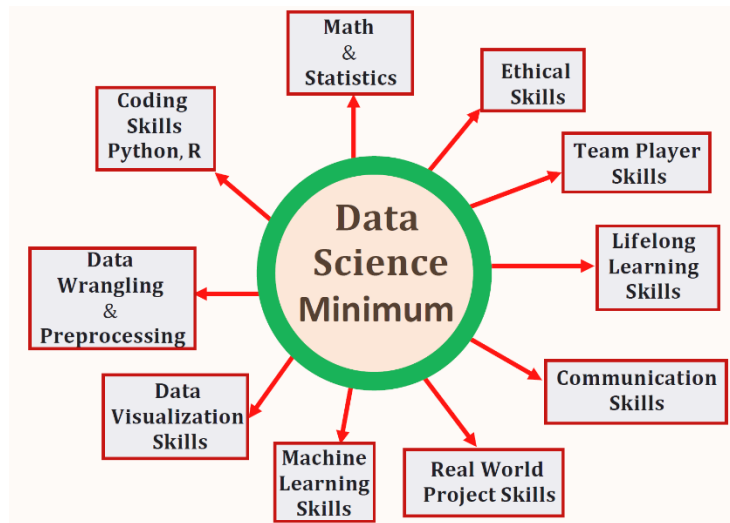 Data
Science
Minimum
Math
&
Statistics
Ethical
Skills
Team Player
Skills
Lifelong
Learning
Skills
Communication
Skills
Real World
Project Skills
Machine
Learning
Skills
Data
Visualization
Skills
Data
Wrangling
&
Preprocessing
Coding
Skills
Python, R